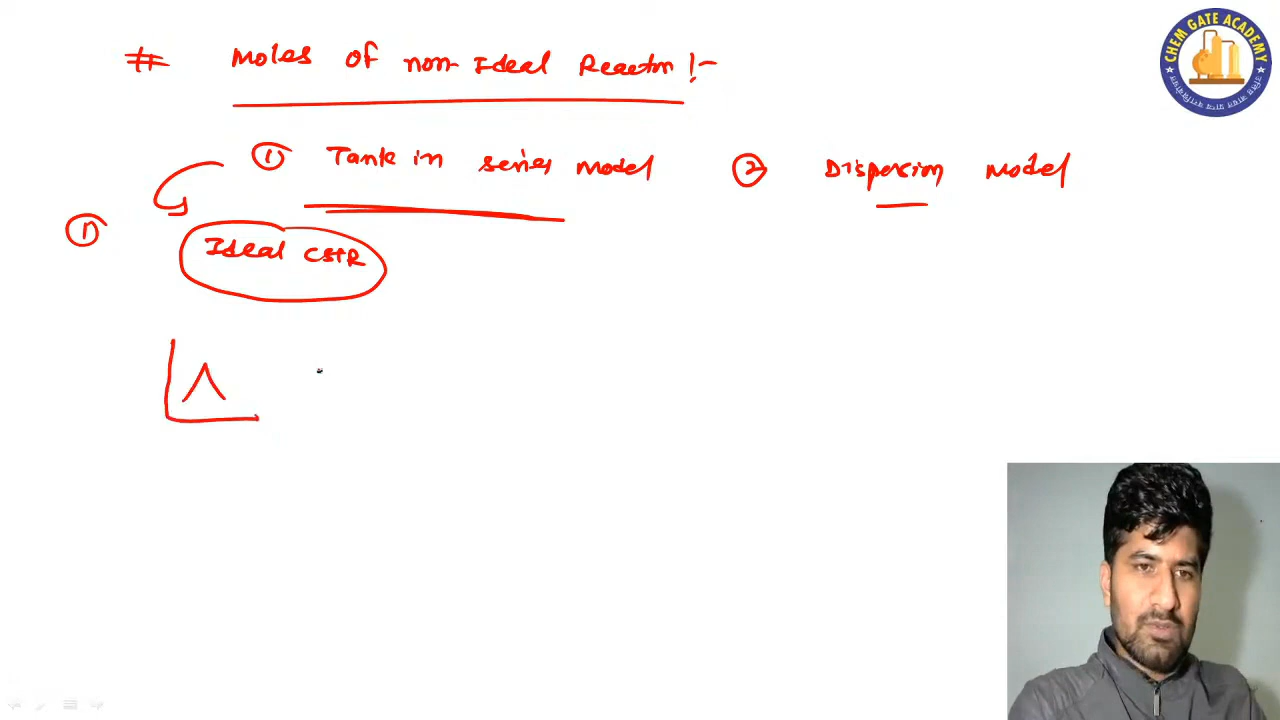 # Moles of non-Ideal Reactor :-
① Tank in series model ② Dispersion model
①
Ideal CSTR
CHEM GATE ACADEMY